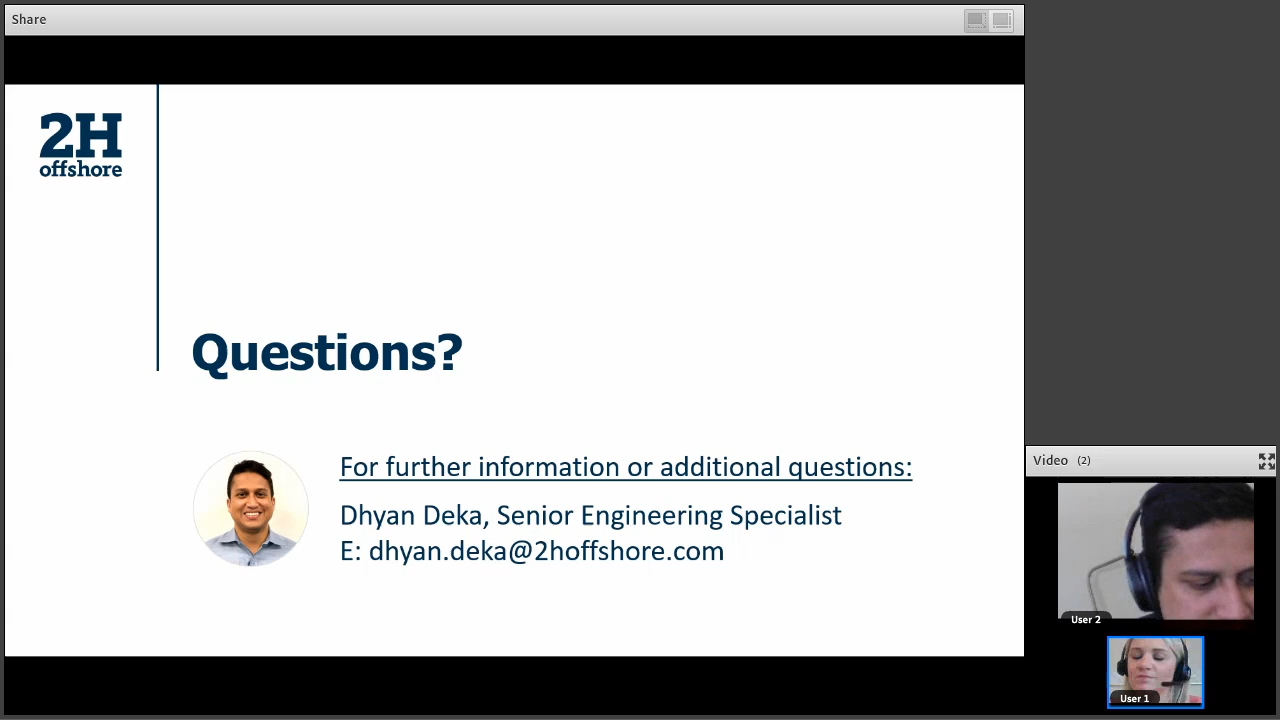 Share
2H
offshore
Questions?
For further information or additional questions:
Dhyan Deka, Senior Engineering Specialist
E: dhyan.deka@2hoffshore.com
Video (2)
User 2
User 1